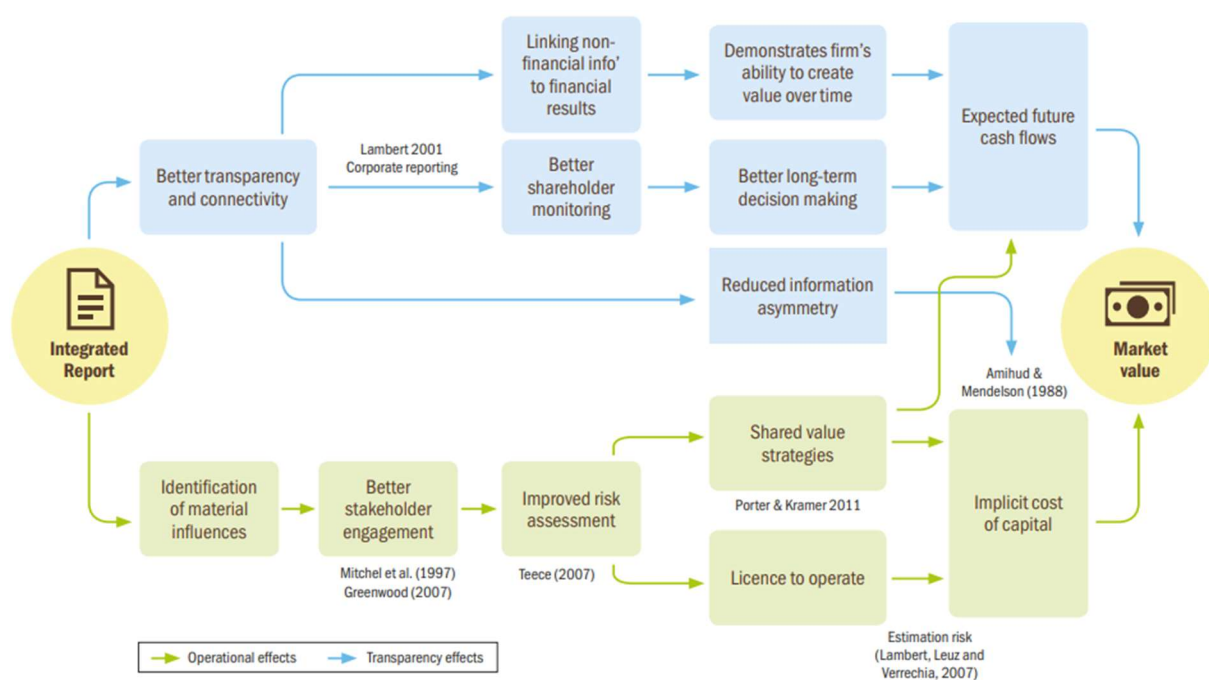 Linking non-
financial info'
to financial
results
Demonstrates firm's
ability to create
value over time
Expected future
cash flows
Better transparency
and connectivity
Lambert 2001
Corporate reporting
Better
shareholder
monitoring
Better long-term
decision making
Reduced information
asymmetry
Integrated
Report
Market
value
Amihud &
Mendelson (1988)
Identification
of material
influences
Better
stakeholder
engagement
Mitchel et al. (1997)
Greenwood (2007)
Improved risk
assessment
Teece (2007)
Shared value
strategies
Porter & Kramer 2011
Licence to operate
Implicit cost
of capital
Estimation risk
(Lambert, Leuz and
Verrechia, 2007)
Operational effects
Transparency effects